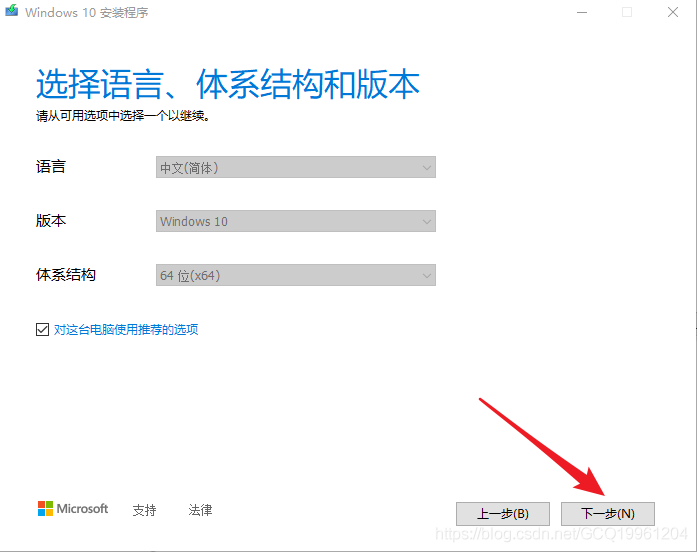 Windows 10 安装程序
选择语言、体系结构和版本
请从可用选项中选择一个以继续。
语言
中文(简体)
版本
Windows 10
体系结构
64 位(x64)
对这台电脑使用推荐的选项
Microsoft 支持 法律
上一步(B) 下一步(N)
https://blog.csdn.net/GCQ19961204